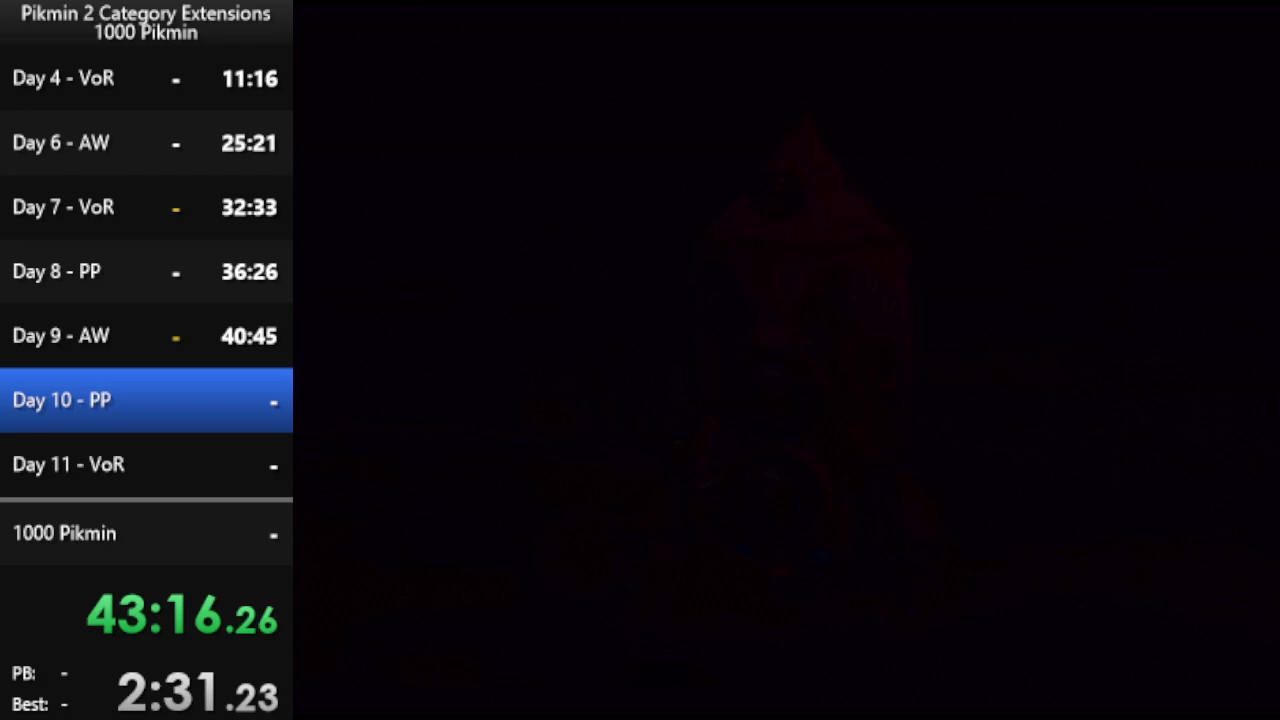 Pikmin 2 Category Extensions
1000 Pikmin
Day 4 - VoR - 11:16
Day 6 - AW - 25:21
Day 7 - VoR - 32:33
Day 8 - PP - 36:26
Day 9 - AW - 40:45
Day 10 - PP -
Day 11 - VoR -
1000 Pikmin -
43:16.26
PB: -
Best: - 2:31.23